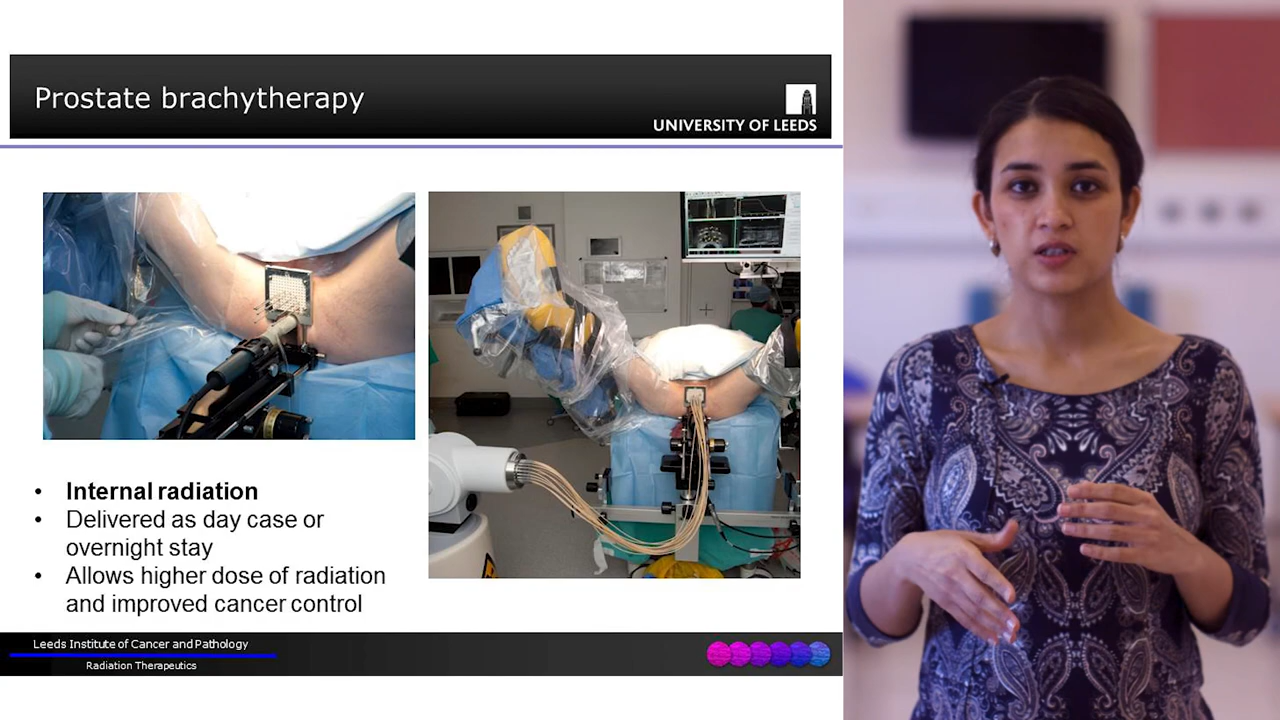 Prostate brachytherapy
UNIVERSITY OF LEEDS
• Internal radiation
• Delivered as day case or
overnight stay
• Allows higher dose of radiation
and improved cancer control
Leeds Institute of Cancer and Pathology
Radiation Therapeutics